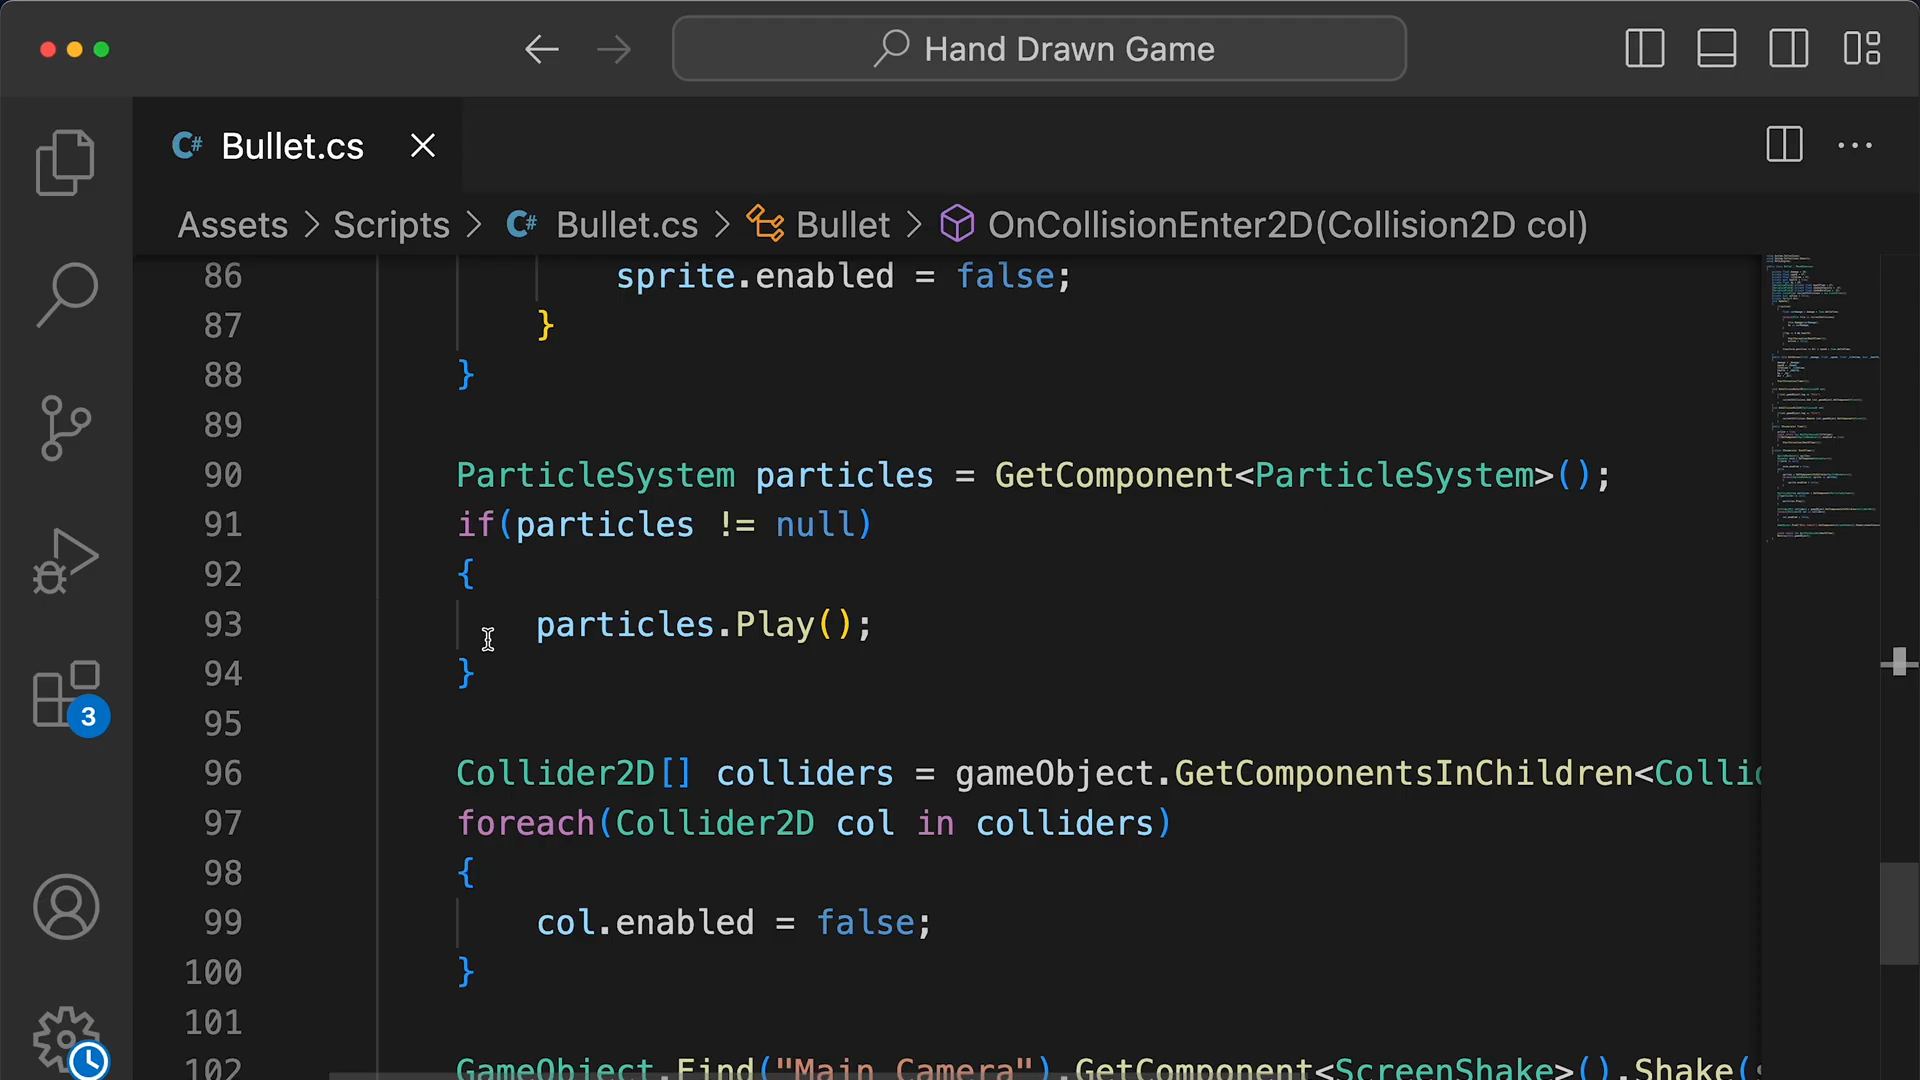 Hand Drawn Game
C# Bullet.cs
Assets > Scripts > C# Bullet.cs > Bullet > OnCollisionEnter2D(Collision2D col)
86 sprite.enabled = false;
87 }
88 }
89
90 ParticleSystem particles = GetComponent<ParticleSystem>();
91 if(particles != null)
92 {
93 particles.Play();
94 }
95
96 Collider2D[] colliders = gameObject.GetComponentsInChildren<Collid
97 foreach(Collider2D col in colliders)
98 {
99 col.enabled = false;
100 }
101
102 GameObject.Find("Main Camera").GetComponent<ScreenShake>().Shake(
3